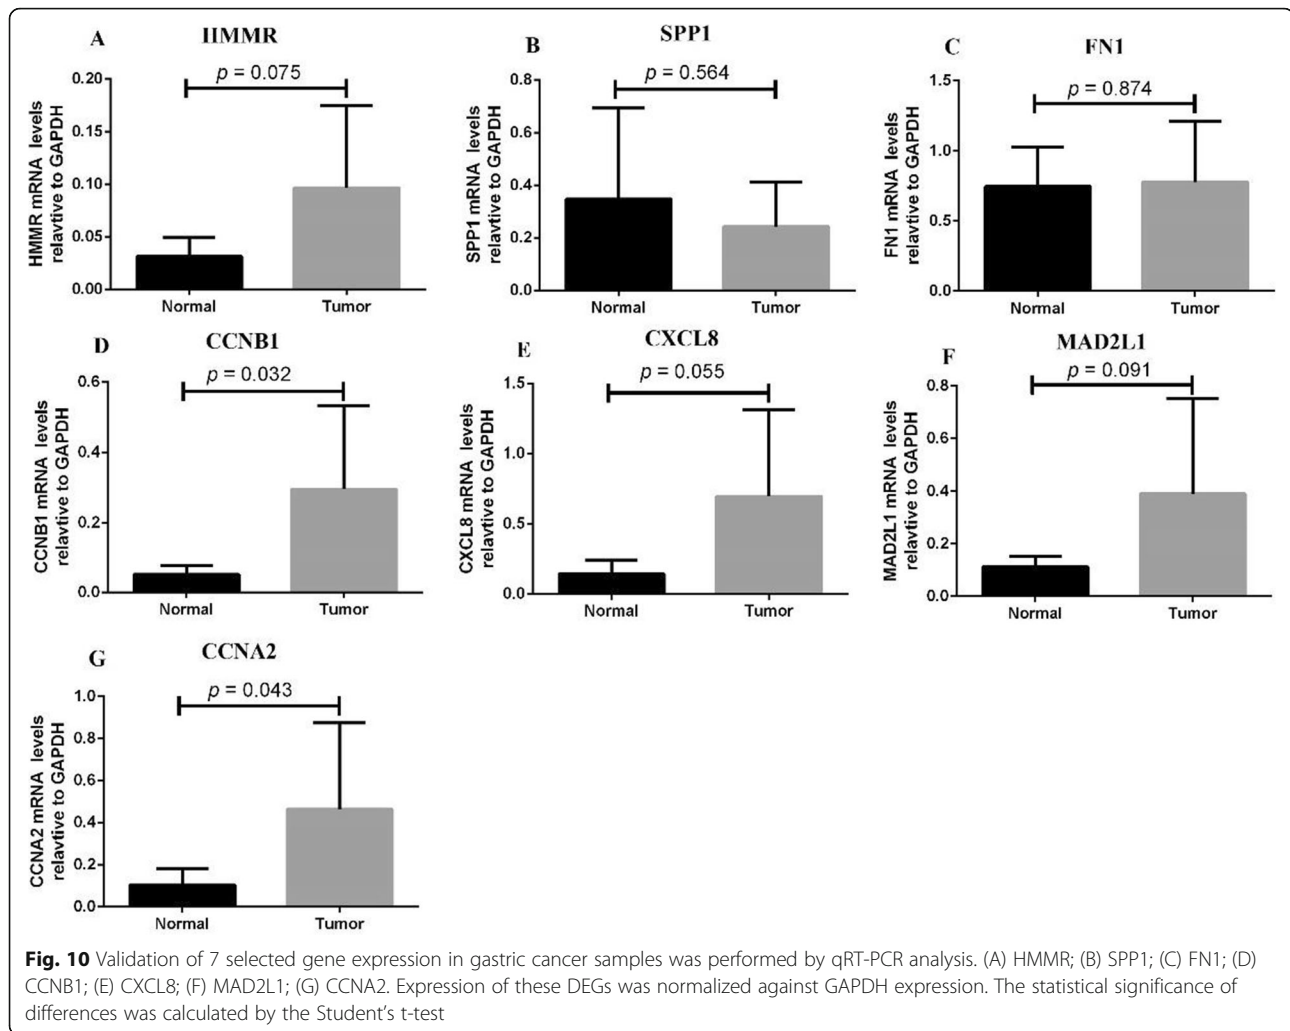 A
HMMR
p = 0.075
HMMR mRNA levels
relavtive to GAPDH
0.20
0.15
0.10
0.05
0.00
Normal
Tumor
B
SPP1
p = 0.564
SPP1 mRNA levels
relavtive to GAPDH
0.8
0.6
0.4
0.2
0.0
Normal
Tumor
C
FN1
p = 0.874
FN1 mRNA levels
relavtive to GAPDH
1.5
1.0
0.5
0.0
Normal
Tumor
D
CCNB1
p = 0.032
CCNB1 mRNA levels
relavtive to GAPDH
0.6
0.4
0.2
0.0
Normal
Tumor
E
CXCL8
p = 0.055
CXCL8 mRNA levels
relavtive to GAPDH
1.5
1.0
0.5
0.0
Normal
Tumor
F
MAD2L1
p = 0.091
MAD2L1 mRNA levels
relavtive to GAPDH
0.8
0.6
0.4
0.2
0.0
Normal
Tumor
G
CCNA2
p = 0.043
CCNA2 mRNA levels
relavtive to GAPDH
1.0
0.8
0.6
0.4
0.2
0.0
Normal
Tumor
Fig. 10 Validation of 7 selected gene expression in gastric cancer samples was performed by qRT-PCR analysis. (A) HMMR; (B) SPP1; (C) FN1; (D)
CCNB1; (E) CXCL8; (F) MAD2L1; (G) CCNA2. Expression of these DEGs was normalized against GAPDH expression. The statistical significance of
differences was calculated by the Student's t-test